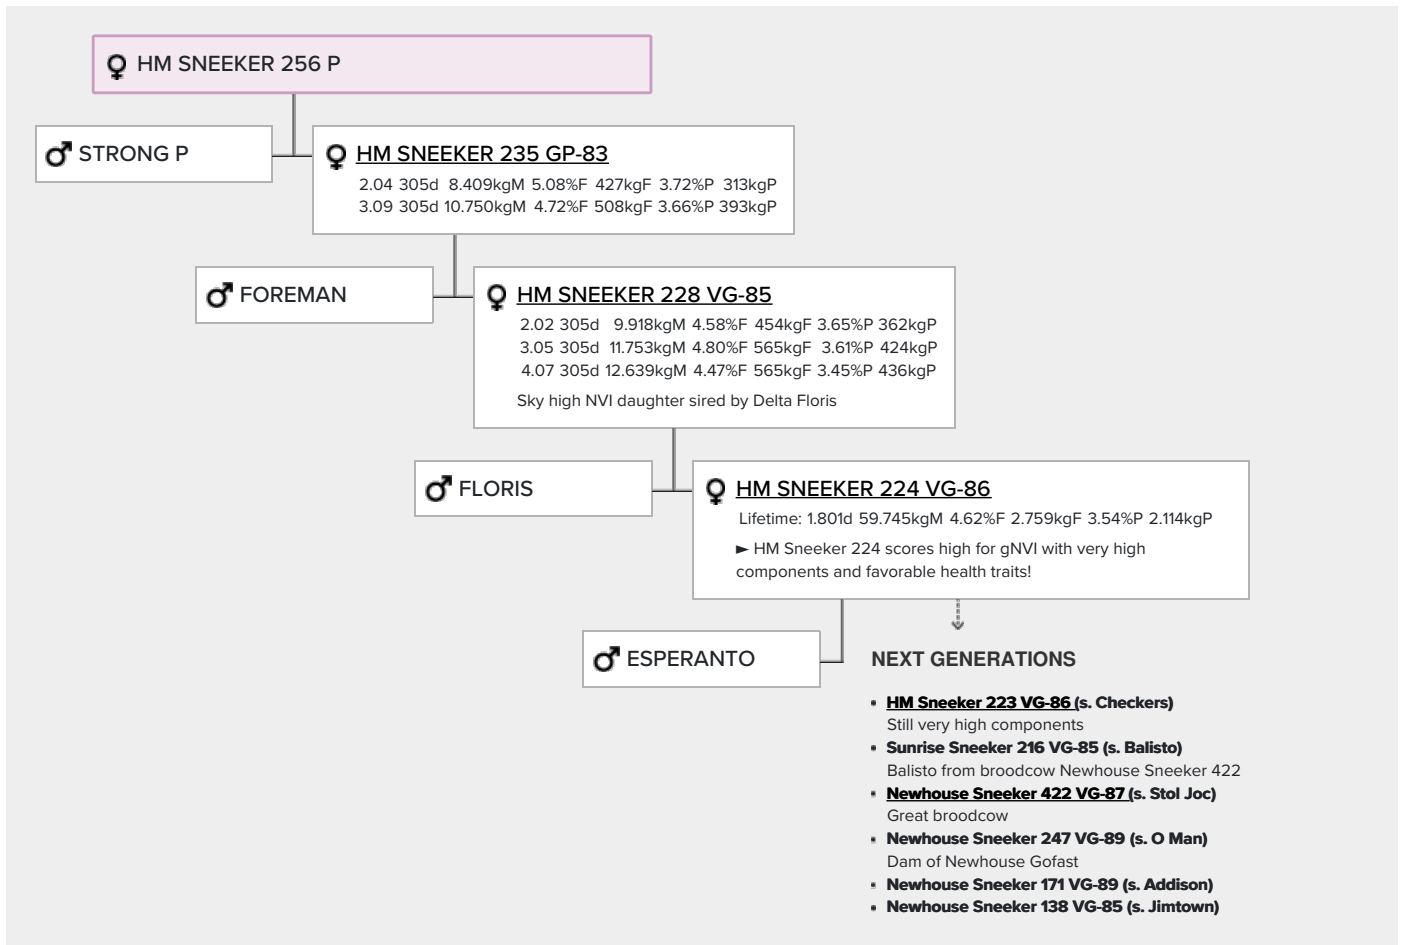 HM SNEEKER 256 P
STRONG P
HM SNEEKER 235 GP-83
2.04 305d 8.409kgM 5.08%F 427kgF 3.72%P 313kgP
3.09 305d 10.750kgM 4.72%F 508kgF 3.66%P 393kgP
FOREMAN
HM SNEEKER 228 VG-85
2.02 305d 9.918kgM 4.58%F 454kgF 3.65%P 362kgP
3.05 305d 11.753kgM 4.80%F 565kgF 3.61%P 424kgP
4.07 305d 12.639kgM 4.47%F 565kgF 3.45%P 436kgP
Sky high NVI daughter sired by Delta Floris
FLORIS
HM SNEEKER 224 VG-86
Lifetime: 1.801d 59.745kgM 4.62%F 2.759kgF 3.54%P 2.114kgP
► HM Sneeker 224 scores high for gNVI with very high
components and favorable health traits!
ESPERANTO
NEXT GENERATIONS
▪ HM Sneeker 223 VG-86 (s. Checkers)
Still very high components
▪ Sunrise Sneeker 216 VG-85 (s. Balisto)
Balisto from broodcow Newhouse Sneeker 422
▪ Newhouse Sneeker 422 VG-87 (s. Stol Joc)
Great broodcow
▪ Newhouse Sneeker 247 VG-89 (s. O Man)
Dam of Newhouse Gofast
▪ Newhouse Sneeker 171 VG-89 (s. Addison)
▪ Newhouse Sneeker 138 VG-85 (s. Jimtown)